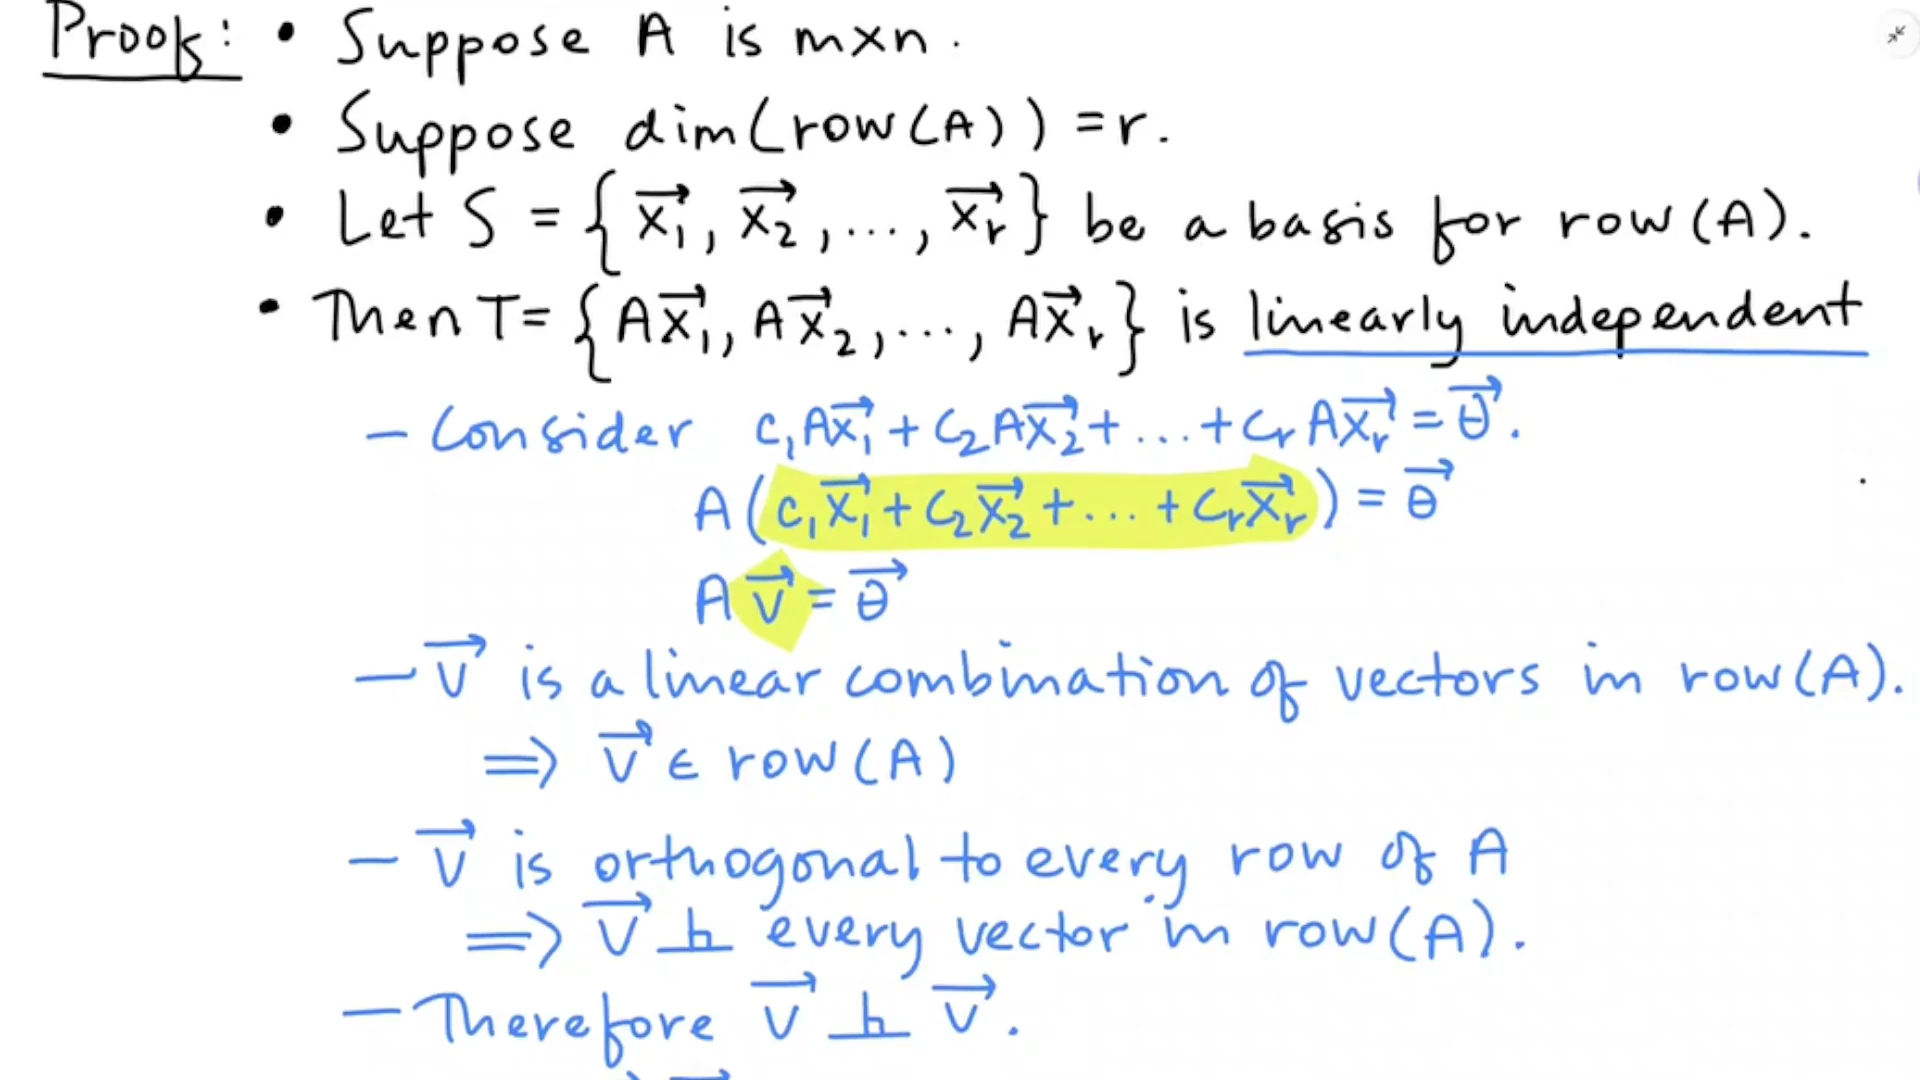 Proof: • Suppose A is m×n.
• Suppose dim(row(A)) = r.
• Let S = {x⃗₁, x⃗₂, ..., x⃗ᵣ} be a basis for row(A).
• Then T = {Ax⃗₁, Ax⃗₂, ..., Ax⃗ᵣ} is linearly independent
– Consider c₁Ax⃗₁ + c₂Ax⃗₂ + ... + cᵣAx⃗ᵣ = θ⃗.
A(c₁x⃗₁ + c₂x⃗₂ + ... + cᵣx⃗ᵣ) = θ⃗
Av⃗ = θ⃗
– v⃗ is a linear combination of vectors in row(A).
⟹ v⃗ ∈ row(A)
– v⃗ is orthogonal to every row of A
⟹ v⃗ ⊥ every vector in row(A).
– Therefore v⃗ ⊥ v⃗.